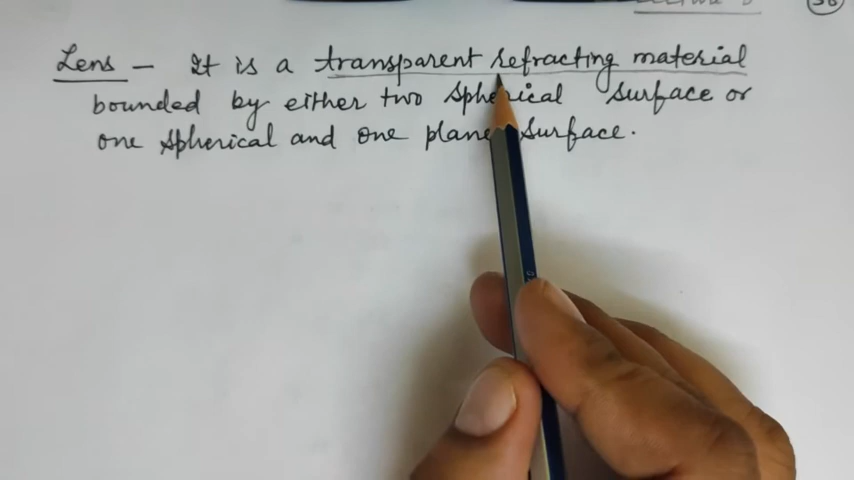 38
Lens - It is a transparent refracting material
bounded by either two spherical surface or
one spherical and one plane surface.